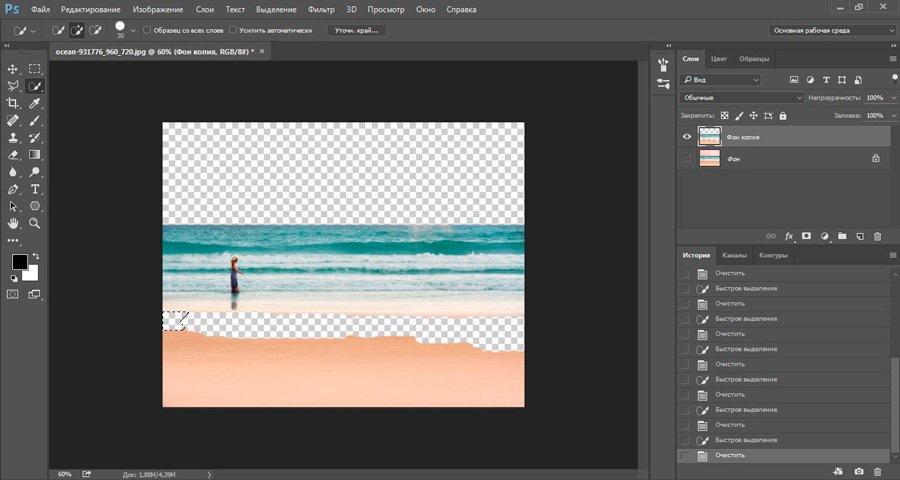 Ps Файл Редактирование Изображение Слои Текст Выделение Фильтр 3D Просмотр Окно Справка
30 Образец со всех слоев Усилить автоматически Уточн. край... Основная рабочая среда
ocean-931776_960_720.jpg @ 60% (Фон копия, RGB/8#) *
Слои Цвет Образцы
Вид
Обычные Непрозрачность: 100%
Закрепить: Заливка: 100%
Фон копия
Фон
fx
История Каналы Контуры
Очистить
Быстрое выделение
Очистить
Быстрое выделение
Очистить
Быстрое выделение
Очистить
Быстрое выделение
Очистить
Быстрое выделение
Очистить
Быстрое выделение
Очистить
60% Док: 1,88M/4,39M